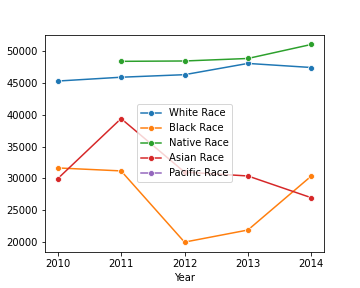 50000
45000
40000
35000
30000
25000
20000
White Race
Black Race
Native Race
Asian Race
Pacific Race
2010 2011 2012 2013 2014
Year